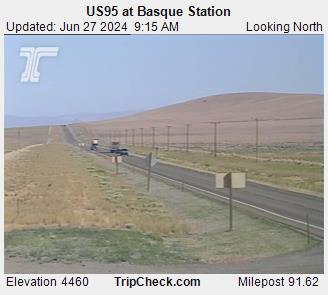 US95 at Basque Station
Updated: Jun 27 2024 9:15 AM Looking North
Elevation 4460 TripCheck.com Milepost 91.62